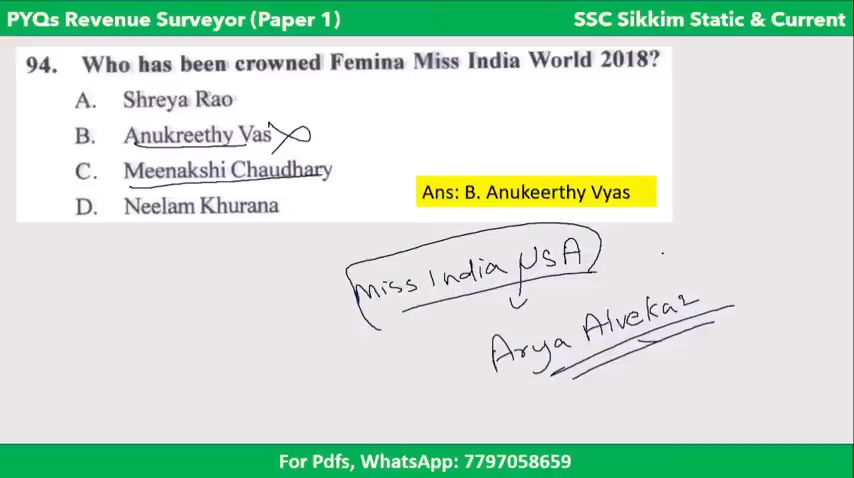 PYQs Revenue Surveyor (Paper 1)
SSC Sikkim Static & Current
94. Who has been crowned Femina Miss India World 2018?
A. Shreya Rao
B. Anukreethy Vas
C. Meenakshi Chaudhary
D. Neelam Khurana
Ans: B. Anukeerthy Vyas
Miss India USA
Arya Alvekar
For Pdfs, WhatsApp: 7797058659